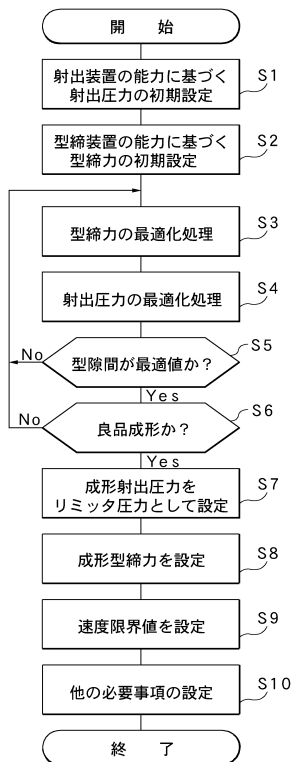 開 始
射出装置の能力に基づく
射出圧力の初期設定
S1
型締装置の能力に基づく
型締力の初期設定
S2
型締力の最適化処理
S3
射出圧力の最適化処理
S4
型隙間が最適値か?
S5
No
Yes
良品成形か?
S6
No
Yes
成形射出圧力を
リミッタ圧力として設定
S7
成形型締力を設定
S8
速度限界値を設定
S9
他の必要事項の設定
S10
終 了